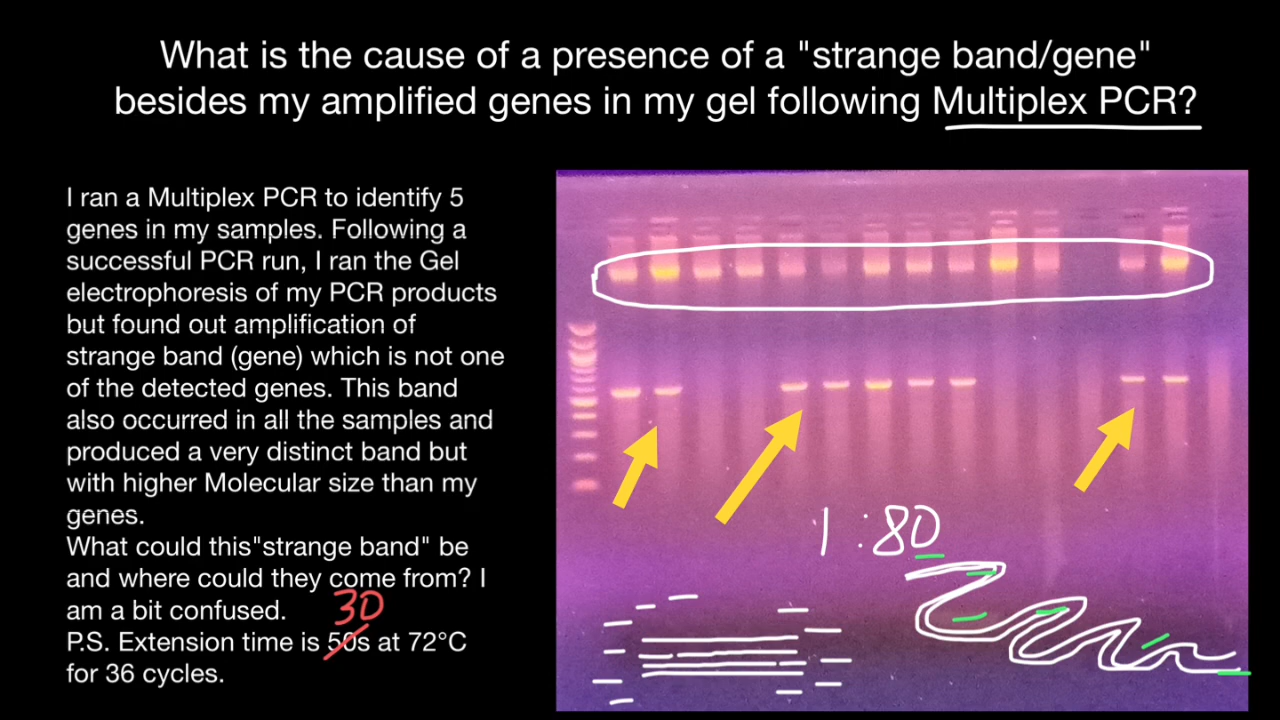 What is the cause of a presence of a "strange band/gene"
besides my amplified genes in my gel following Multiplex PCR?
I ran a Multiplex PCR to identify 5
genes in my samples. Following a
successful PCR run, I ran the Gel
electrophoresis of my PCR products
but found out amplification of
strange band (gene) which is not one
of the detected genes. This band
also occurred in all the samples and
produced a very distinct band but
with higher Molecular size than my
genes.
What could this"strange band" be
and where could they come from? I
am a bit confused.
30
P.S. Extension time is 50s at 72°C
for 36 cycles.
1:80